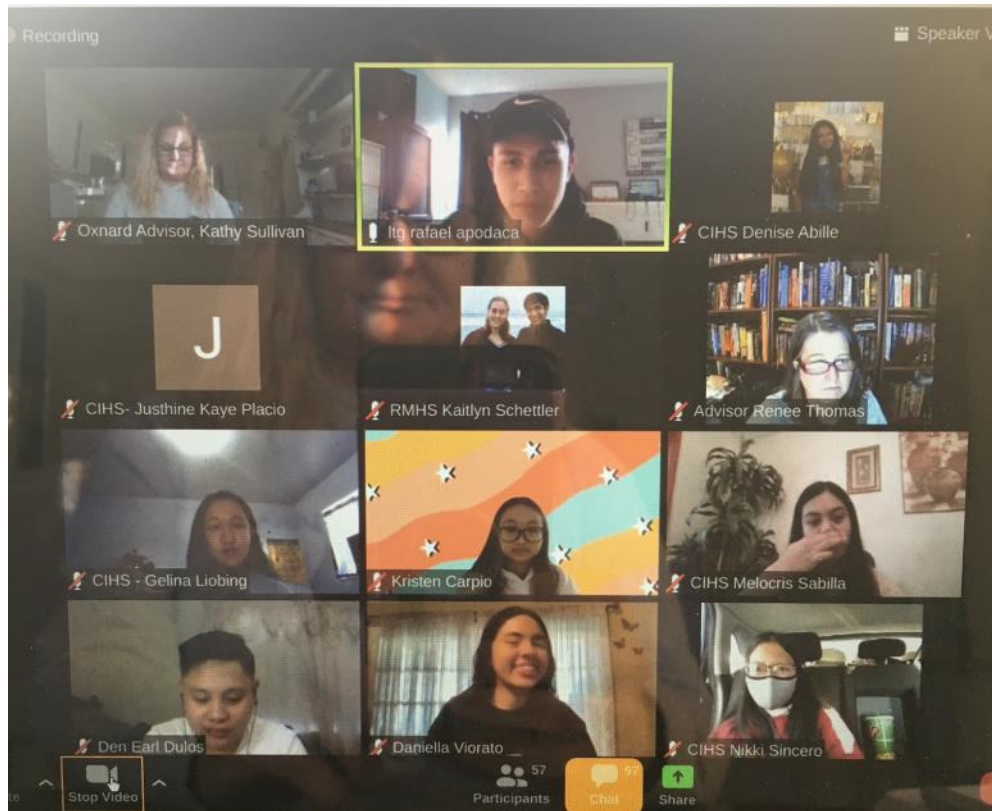 Recording
Speaker V
Oxnard Advisor, Kathy Sullivan
ltg rafael apodaca
CIHS Denise Abille
J
CIHS- Justhine Kaye Placio
RMHS Kaitlyn Schettler
Advisor Renee Thomas
CIHS - Gelina Liobing
Kristen Carpio
CIHS Melocris Sabilla
Den Earl Dulos
Daniella Viorato
CIHS Nikki Sincero
te
Stop Video
57
Participants
97
Chat
Share